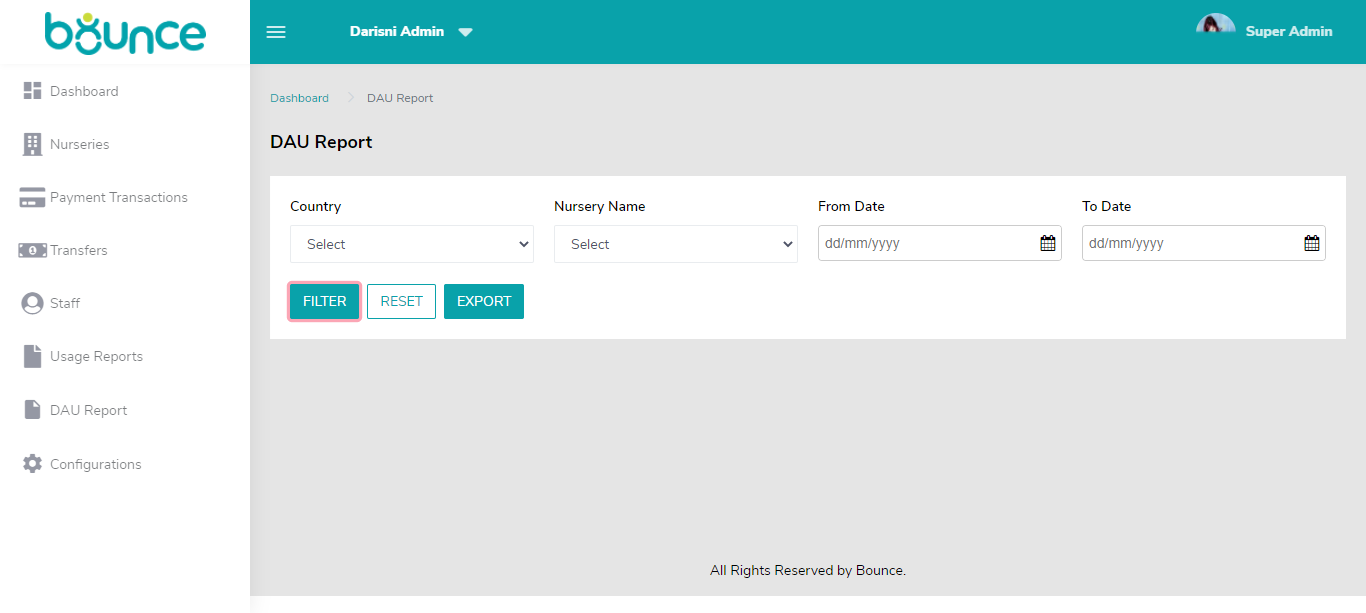 bounce
Darisni Admin
Super Admin
Dashboard
Nurseries
Payment Transactions
Transfers
Staff
Usage Reports
DAU Report
Configurations
Dashboard DAU Report
DAU Report
Country Nursery Name From Date To Date
Select Select dd/mm/yyyy dd/mm/yyyy
FILTER RESET EXPORT
All Rights Reserved by Bounce.